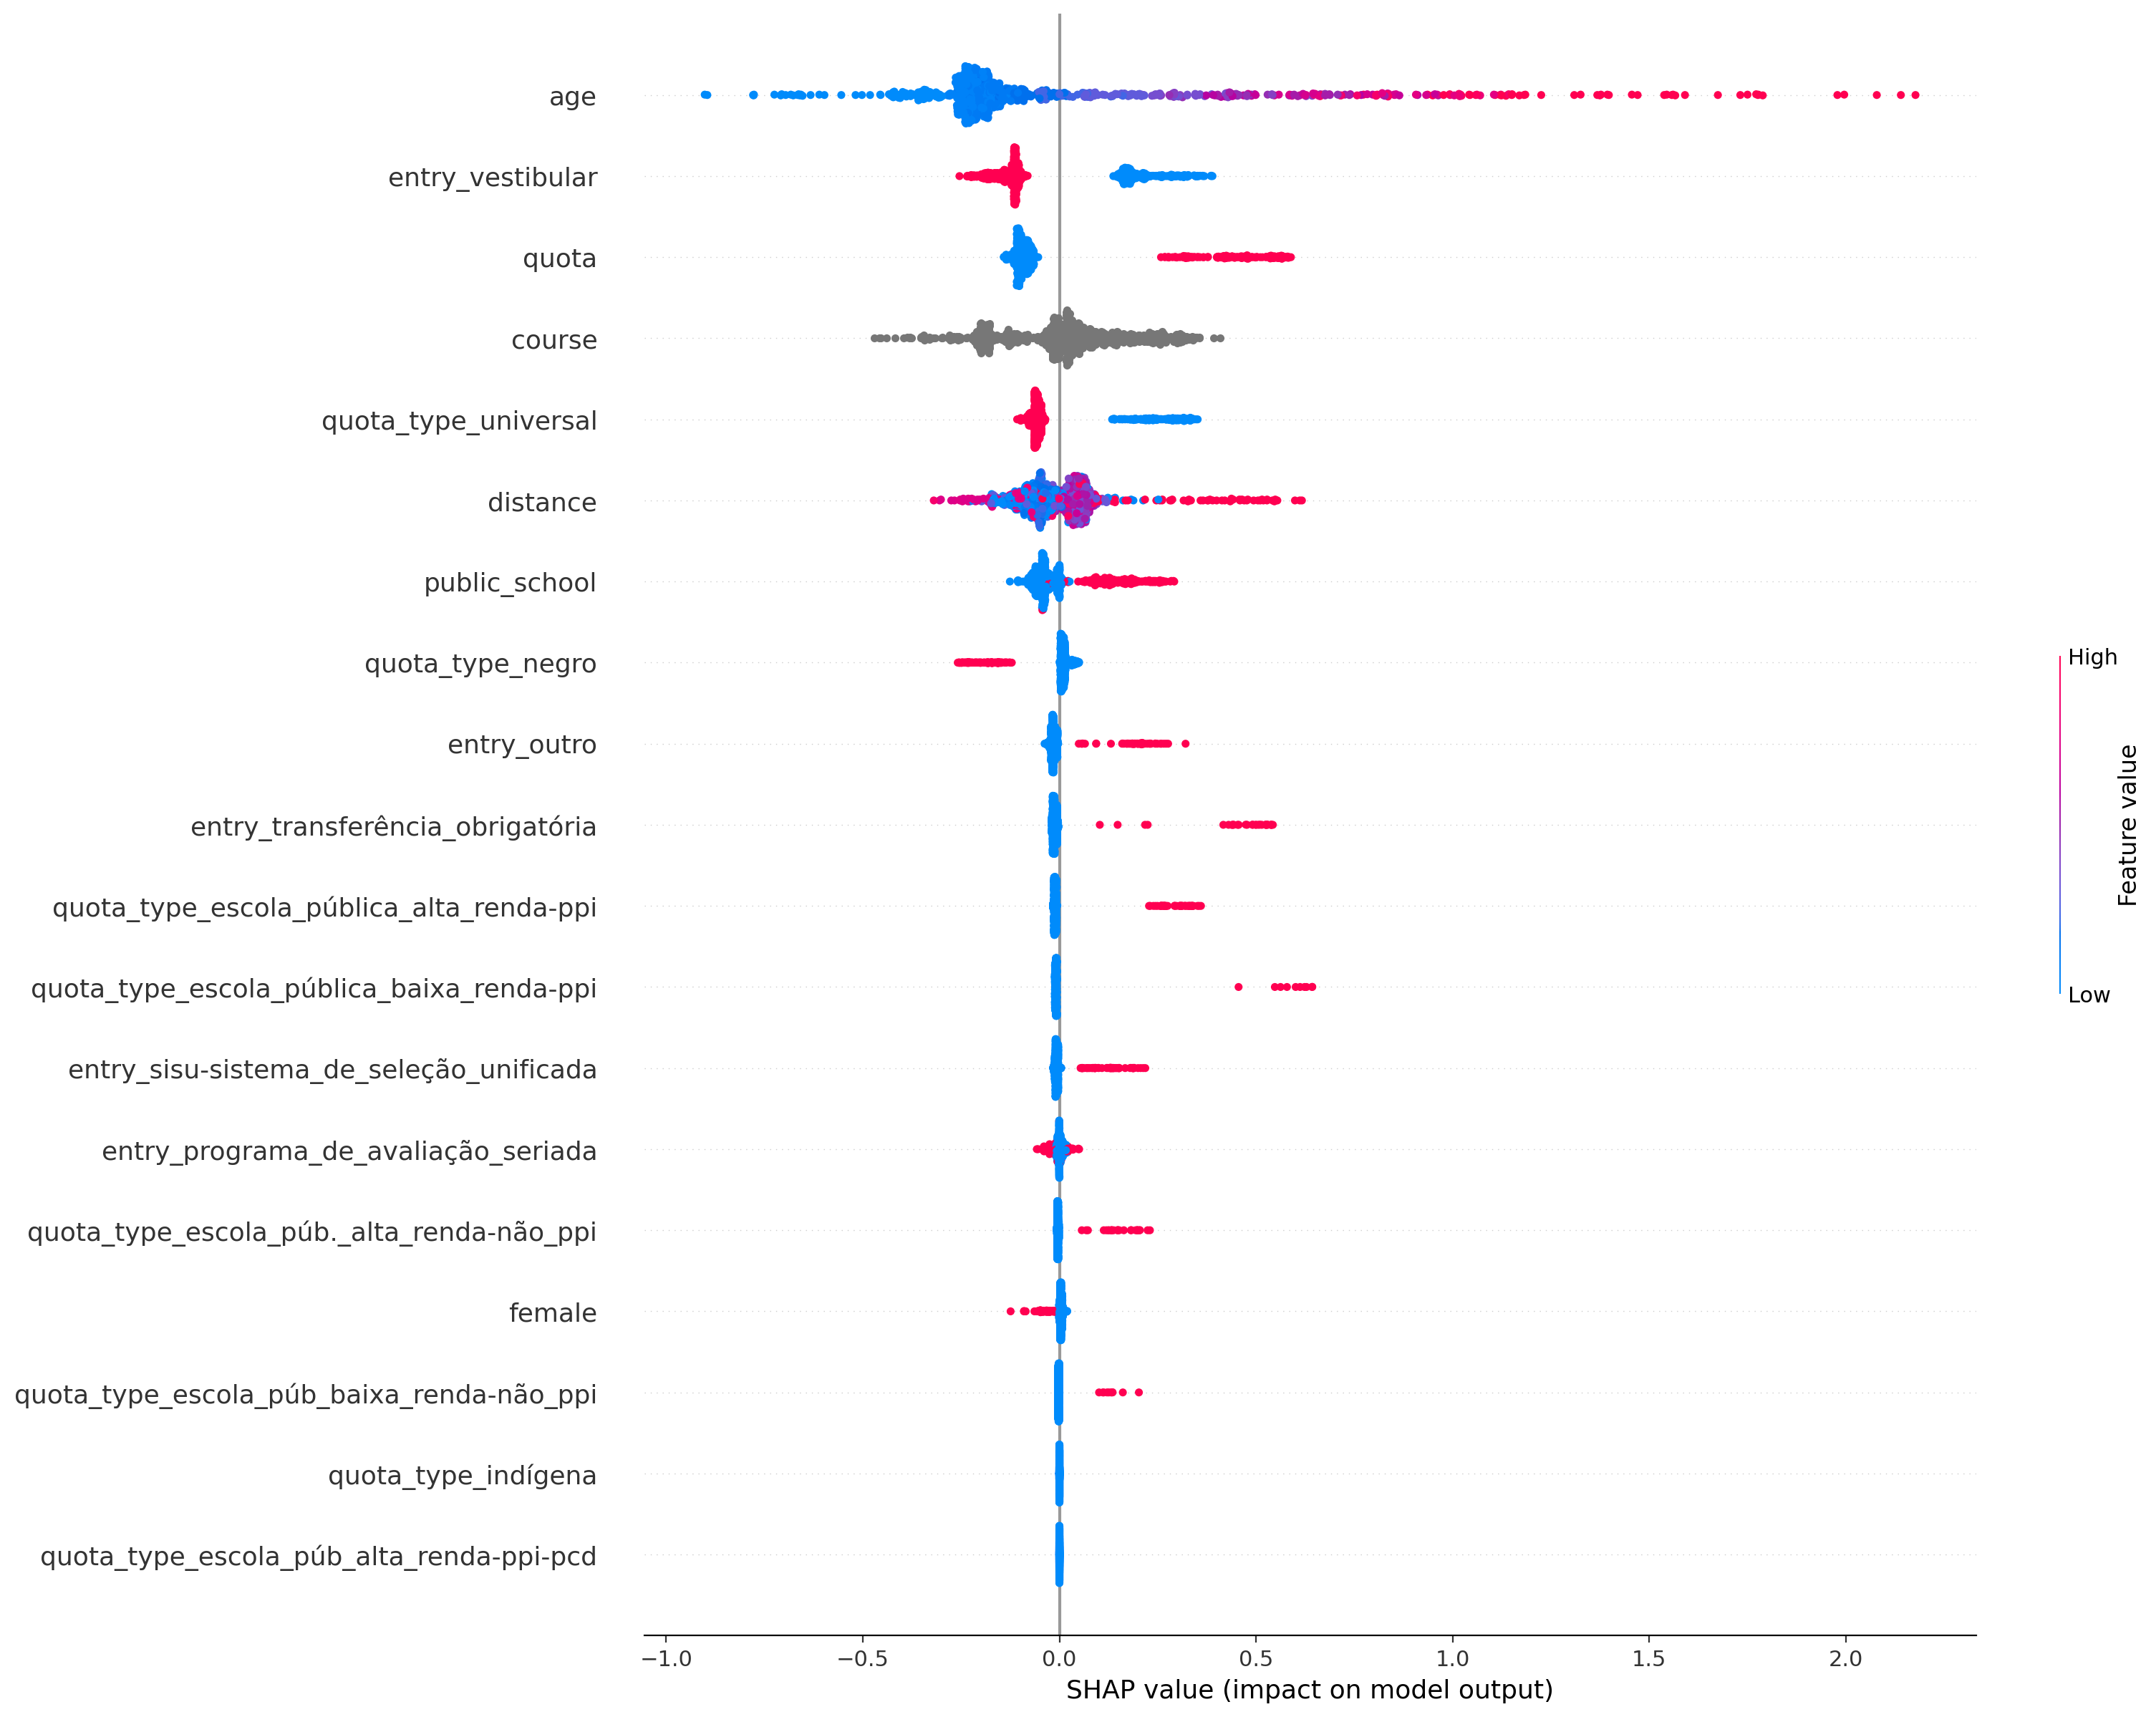 age
entry_vestibular
quota
course
quota_type_universal
distance
public_school
quota_type_negro
entry_outro
entry_transferência_obrigatória
quota_type_escola_pública_alta_renda-ppi
quota_type_escola_pública_baixa_renda-ppi
entry_sisu-sistema_de_seleção_unificada
entry_programa_de_avaliação_seriada
quota_type_escola_púb._alta_renda-não_ppi
female
quota_type_escola_púb_baixa_renda-não_ppi
quota_type_indígena
quota_type_escola_púb_alta_renda-ppi-pcd
−1.0 −0.5 0.0 0.5 1.0 1.5 2.0
SHAP value (impact on model output)
High
Feature value
Low